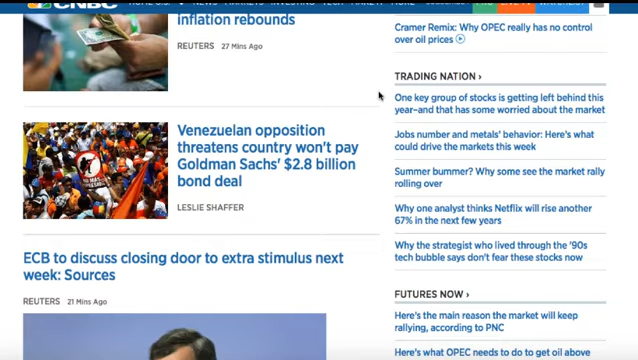 CNBC
inflation rebounds
REUTERS 27 Mins Ago
Venezuelan opposition
threatens country won't pay
Goldman Sachs' $2.8 billion
bond deal
LESLIE SHAFFER
ECB to discuss closing door to extra stimulus next
week: Sources
REUTERS 21 Mins Ago
Cramer Remix: Why OPEC really has no control
over oil prices
TRADING NATION ›
One key group of stocks is getting left behind this
year–and that has some worried about the market
Jobs number and metals' behavior: Here's what
could drive the markets this week
Summer bummer? Why some see the market rally
rolling over
Why one analyst thinks Netflix will rise another
67% in the next few years
Why the strategist who lived through the '90s
tech bubble says don't fear these stocks now
FUTURES NOW ›
Here's the main reason the market will keep
rallying, according to PNC
Here's what OPEC needs to do to get oil above